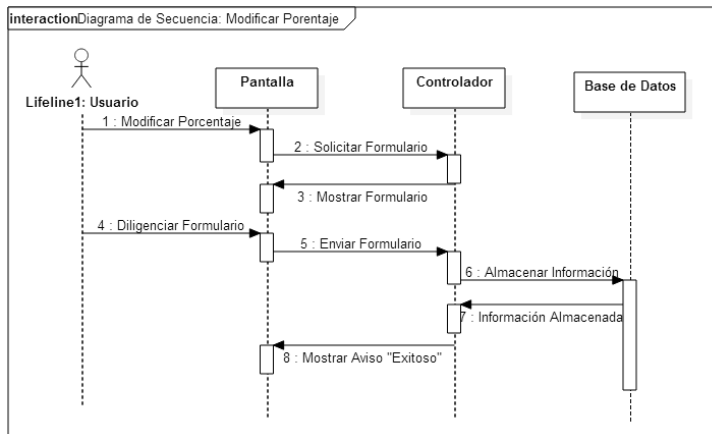 interactionDiagrama de Secuencia: Modificar Porentaje
Lifeline1: Usuario
Pantalla
Controlador
Base de Datos
1 : Modificar Porcentaje
2 : Solicitar Formulario
3 : Mostrar Formulario
4 : Diligenciar Formulario
5 : Enviar Formulario
6 : Almacenar Información
7 : Información Almacenada
8 : Mostrar Aviso "Exitoso"